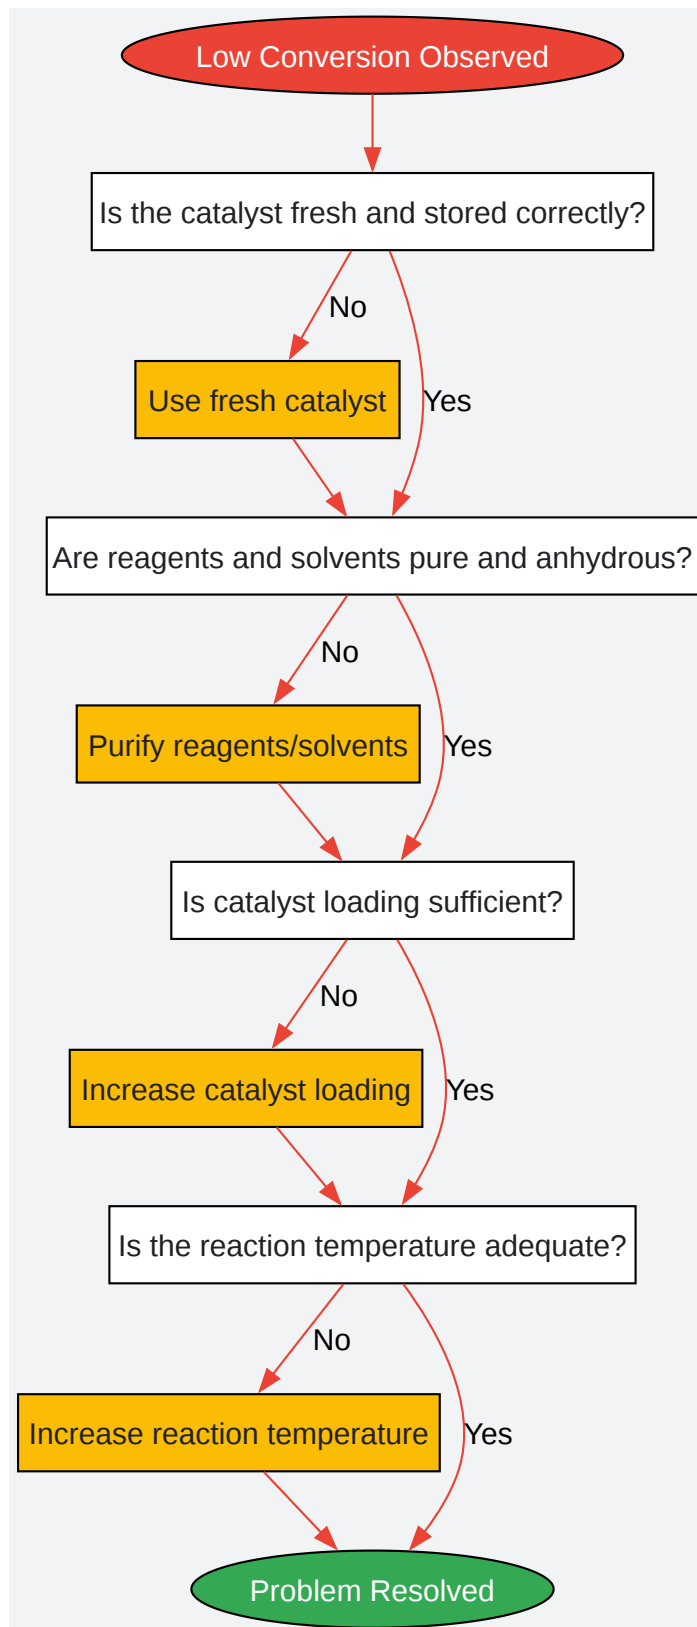 Low Conversion Observed
Is the catalyst fresh and stored correctly?
No
Use fresh catalyst
Yes
Are reagents and solvents pure and anhydrous?
No
Purify reagents/solvents
Yes
Is catalyst loading sufficient?
No
Increase catalyst loading
Yes
Is the reaction temperature adequate?
No
Increase reaction temperature
Yes
Problem Resolved